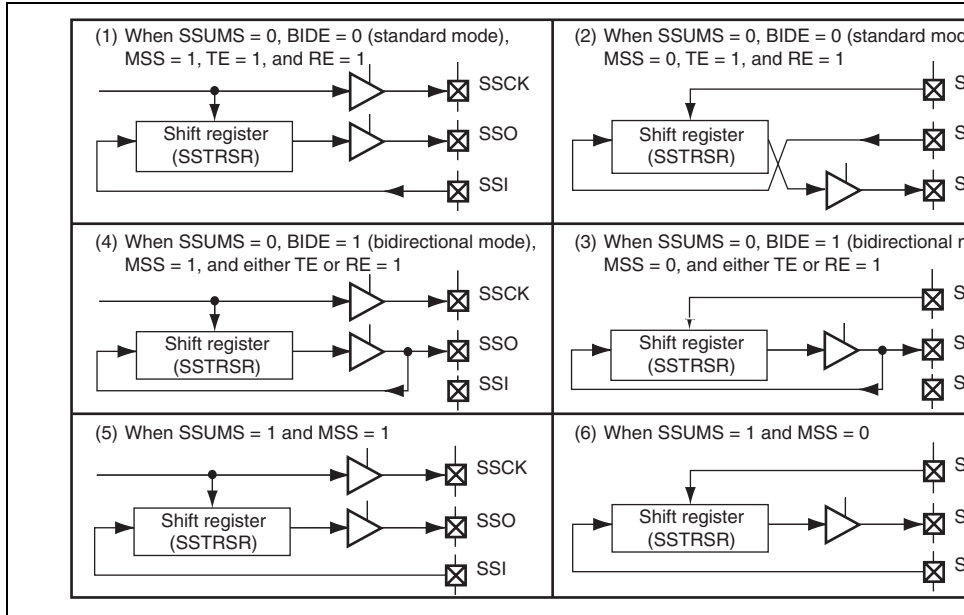 (1) When SSUMS = 0, BIDE = 0 (standard mode),
MSS = 1, TE = 1, and RE = 1
SSCK
Shift register
(SSTRSR)
SSO
SSI
(2) When SSUMS = 0, BIDE = 0 (standard
MSS = 0, TE = 1, and RE = 1
Shift register
(SSTRSR)
(4) When SSUMS = 0, BIDE = 1 (bidirectional mode),
MSS = 1, and either TE or RE = 1
SSCK
Shift register
(SSTRSR)
SSO
SSI
(3) When SSUMS = 0, BIDE = 1 (bidirectional
MSS = 0, and either TE or RE = 1
Shift register
(SSTRSR)
(5) When SSUMS = 1 and MSS = 1
SSCK
Shift register
(SSTRSR)
SSO
SSI
(6) When SSUMS = 1 and MSS = 0
Shift register
(SSTRSR)